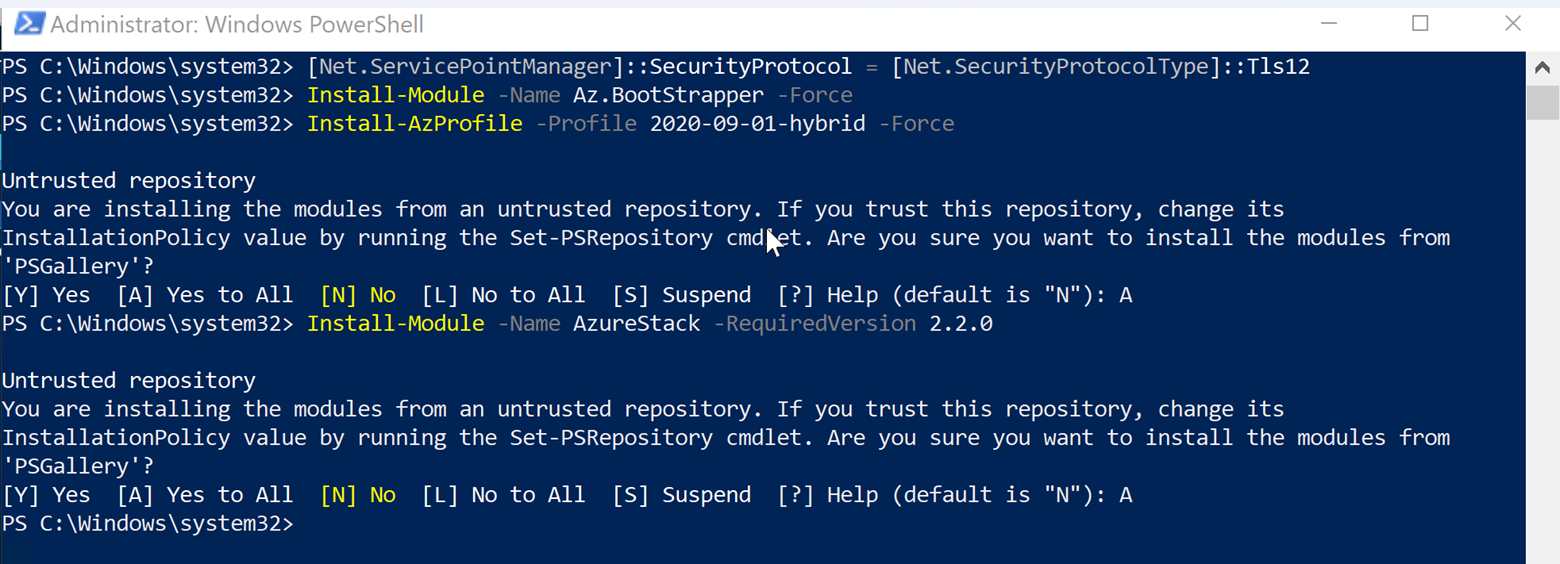 Administrator: Windows PowerShell
PS C:\Windows\system32> [Net.ServicePointManager]::SecurityProtocol = [Net.SecurityProtocolType]::Tls12
PS C:\Windows\system32> Install-Module -Name Az.BootStrapper -Force
PS C:\Windows\system32> Install-AzProfile -Profile 2020-09-01-hybrid -Force
Untrusted repository
You are installing the modules from an untrusted repository. If you trust this repository, change its
InstallationPolicy value by running the Set-PSRepository cmdlet. Are you sure you want to install the modules from
'PSGallery'?
[Y] Yes  [A] Yes to All  [N] No  [L] No to All  [S] Suspend  [?] Help (default is "N"): A
PS C:\Windows\system32> Install-Module -Name AzureStack -RequiredVersion 2.2.0
Untrusted repository
You are installing the modules from an untrusted repository. If you trust this repository, change its
InstallationPolicy value by running the Set-PSRepository cmdlet. Are you sure you want to install the modules from
'PSGallery'?
[Y] Yes  [A] Yes to All  [N] No  [L] No to All  [S] Suspend  [?] Help (default is "N"): A
PS C:\Windows\system32>